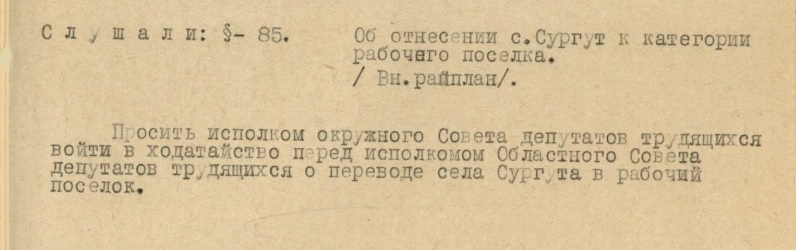 Слушали: §- 85. Об отнесении с.Сургут к категории
рабочего поселка.
/ Вн.райплан/.
Просить исполком окружного Совета депутатов трудящихся
войти в ходатайство перед исполкомом Областного Совета
депутатов трудящихся о переводе села Сургута в рабочий
поселок.